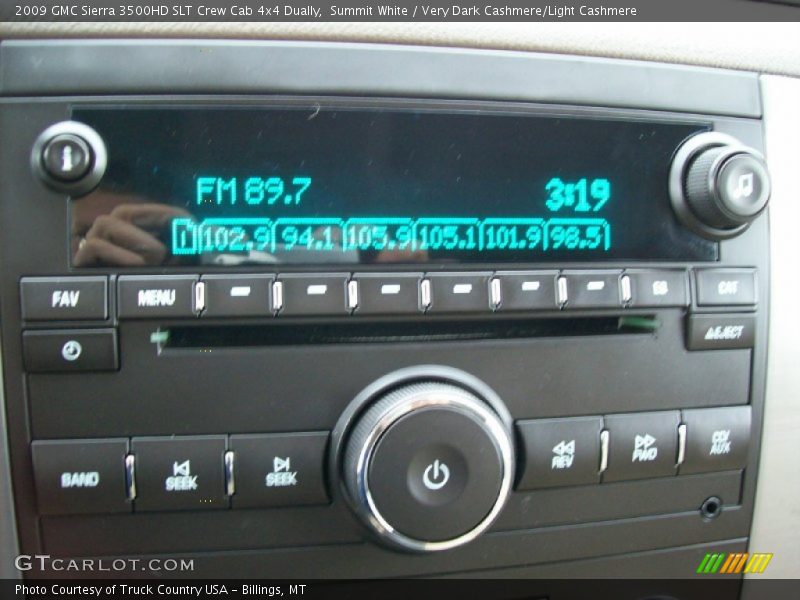 2009 GMC Sierra 3500HD SLT Crew Cab 4x4 Dually, Summit White / Very Dark Cashmere/Light Cashmere
i
FM 89.7 3:19
1 102.9 94.1 105.9 105.1 101.9 98.5
FAV MENU CAT
EJECT
BAND SEEK SEEK REV FWD CD/AUX
GTCARLOT.COM
Photo Courtesy of Truck Country USA – Billings, MT